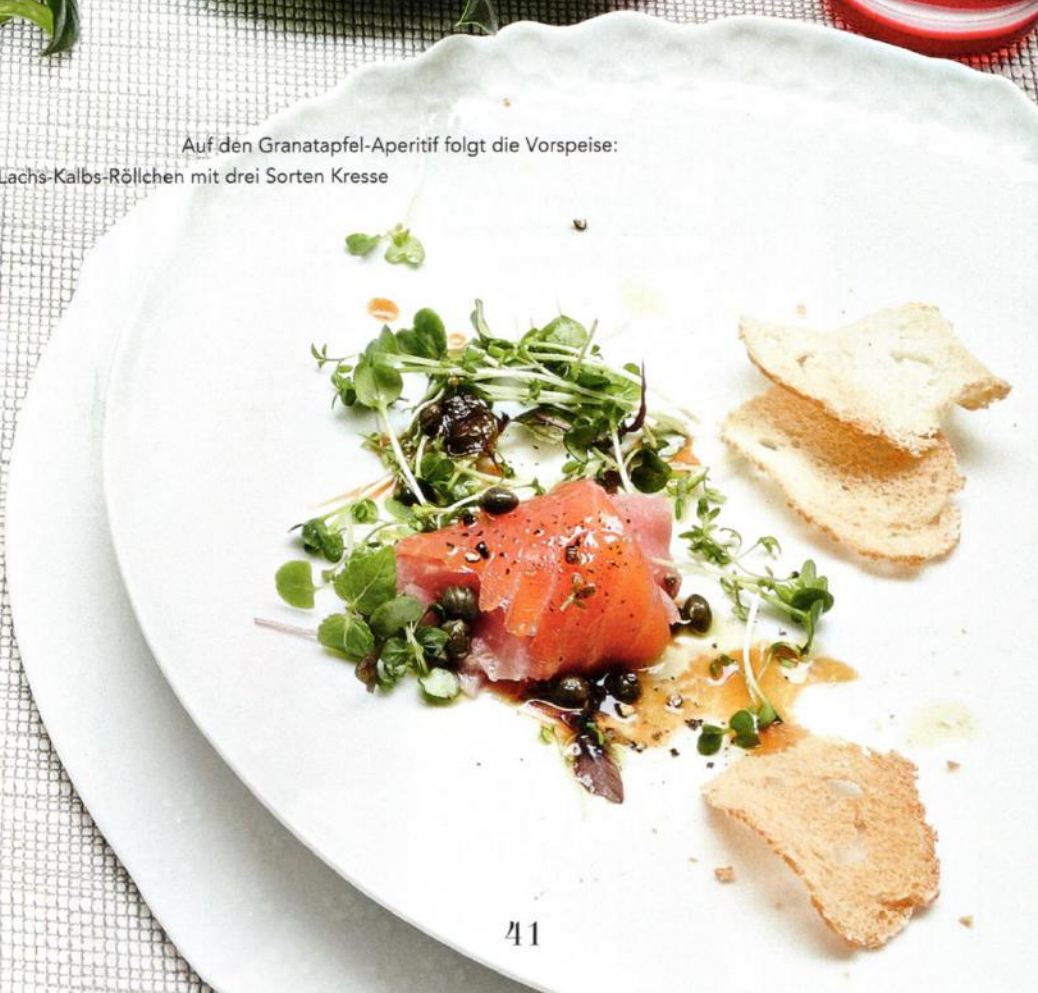 Auf den Granatapfel-Aperitif folgt die Vorspeise:
Lachs-Kalbs-Röllchen mit drei Sorten Kresse
41